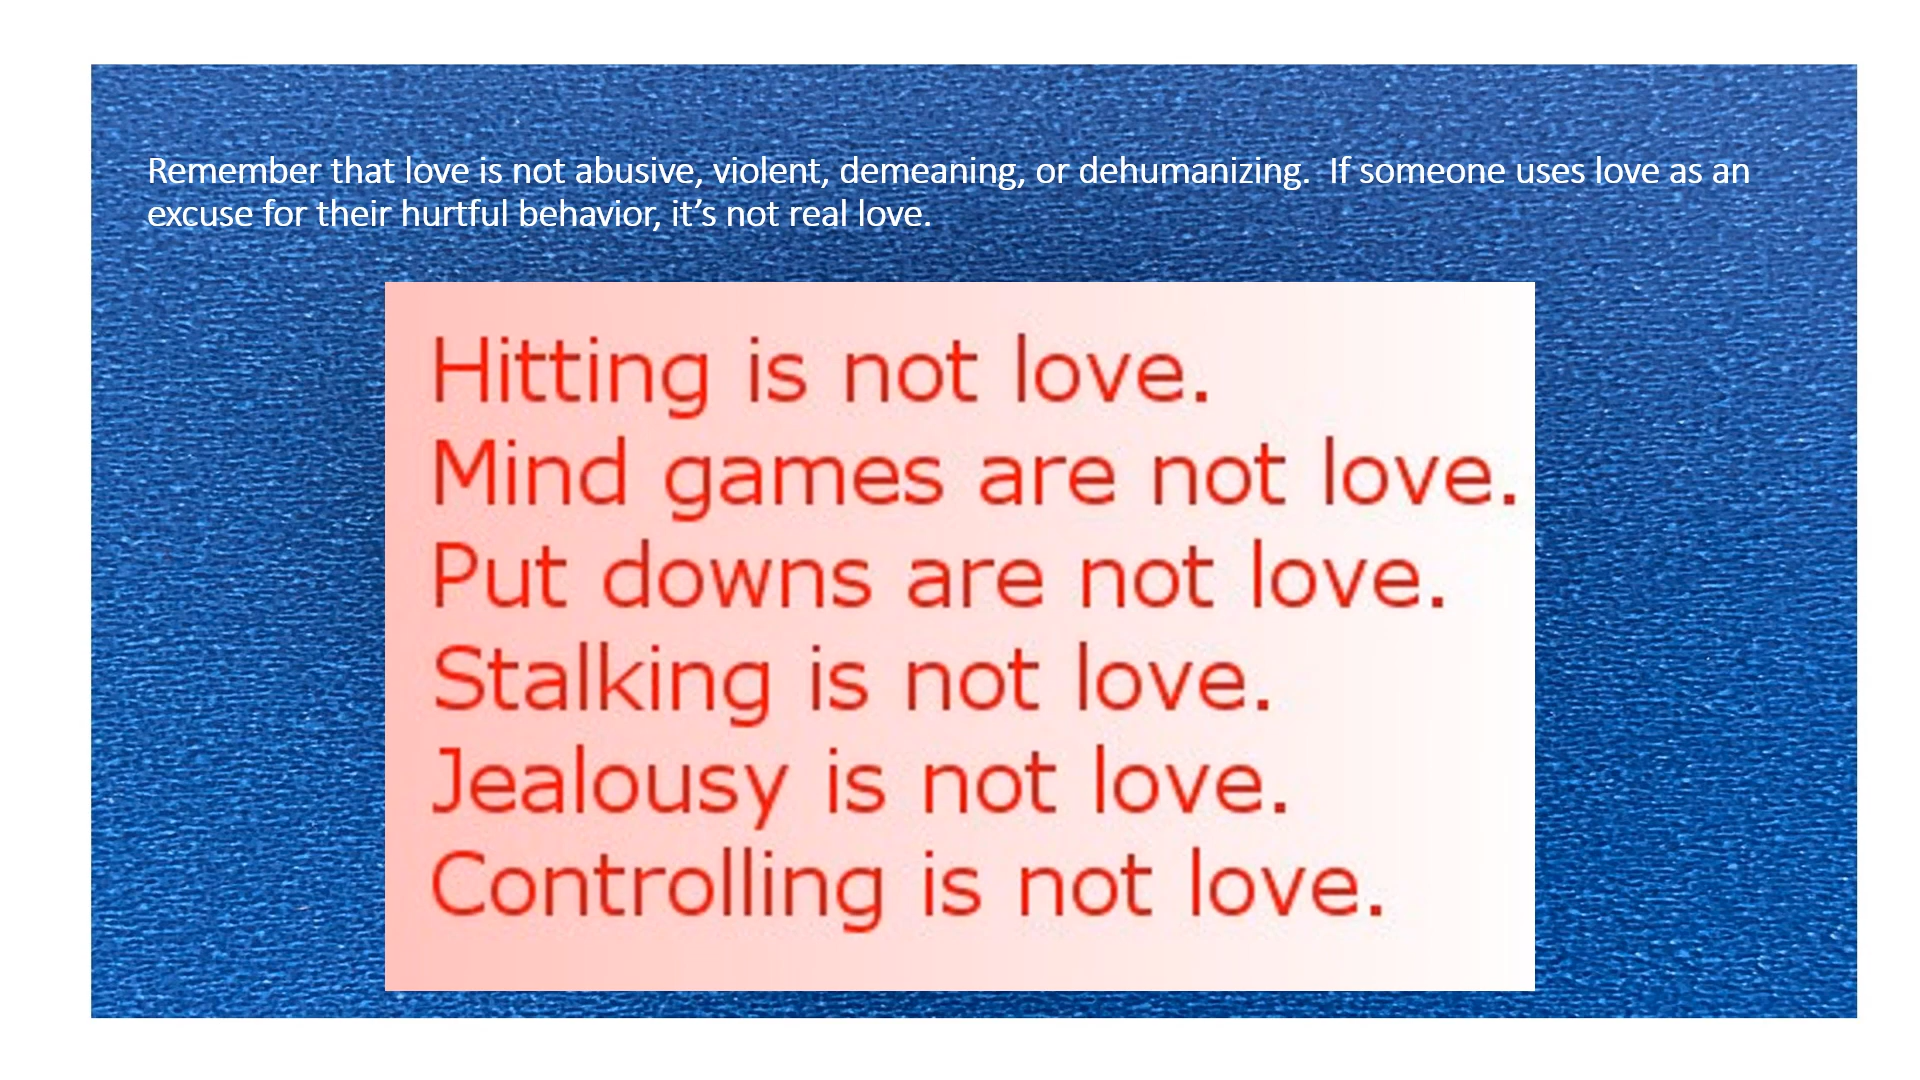 Remember that love is not abusive, violent, demeaning, or dehumanizing.  If someone uses love as an
excuse for their hurtful behavior, it’s not real love.
Hitting is not love.
Mind games are not love.
Put downs are not love.
Stalking is not love.
Jealousy is not love.
Controlling is not love.